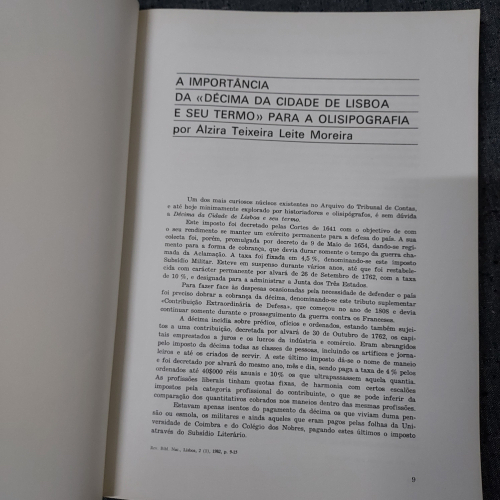 A IMPORTÂNCIA
DA «DÉCIMA DA CIDADE DE LISBOA
E SEU TERMO» PARA A OLISIPOGRAFIA
por Alzira Teixeira Leite Moreira
Um dos mais curiosos núcleos existentes no Arquivo do Tribunal de Contas,
e até hoje minimamente explorado por historiadores e olisipógrafos, é sem dúvida
a Décima da Cidade de Lisboa e seu termo.
Este imposto foi decretado pelas Cortes de 1641 com o objectivo de com
o seu rendimento se manter um exército permanente para a defesa do país. A sua
colecta foi, porém, promulgada por decreto de 9 de Maio de 1654, dando-se regi-
mento para a forma de cobrança, que devia durar somente o tempo da guerra cha-
mada da Aclamação. A taxa foi fixada em 4,5 %, denominando-se este imposto
Subsídio Militar. Esteve em suspenso durante vários anos, até que foi restabele-
cida com carácter permanente por alvará de 26 de Setembro de 1762, com a taxa
de 10 %, e designada para a administrar a Junta dos Três Estados.
Para fazer face às despesas ocasionadas pela necessidade de defender o país
foi preciso dobrar a cobrança da décima, denominando-se este tributo suplementar
«Contribuição Extraordinária de Defesa», que começou no ano de 1808 e deviu
continuar somente durante o prosseguimento da guerra contra os Franceses.
A décima incidia sobre prédios, ofícios e ordenados, estando também sujei-
tos a uma contribuição, decretada por alvará de 30 de Outubro de 1762, os capi-
tais emprestados a juros e os lucros da indústria e comércio. Eram abrangidos
pelo imposto da décima todas as classes de pessoas, incluindo os artífices e jorna-
leiros e até os criados de servir. A este último imposto dá-se o nome de maneio
e foi decretado por alvará do mesmo ano, mês e dia, sendo paga a taxa de 4 % pelos
ordenados até 40$000 réis anuais e 10% os que ultrapassassem aquela quantia.
As profissões liberais tinham quotas fixas, de harmonia com certos escalões
impostos pela categoria profissional do contribuinte, o que se pode inferir da
comparação dos quantitativos cobrados nos maneios dentro das mesmas profissões.
Estavam apenas isentos do pagamento da décima os que viviam duma pen-
são ou esmola, os militares e ainda aqueles que eram pagos pelas folhas da Uni-
versidade de Coimbra e do Colégio dos Nobres, pagando estes últimos o imposto
através do Subsídio Literário.
Rev. Bibl. Nac., Lisboa, 2 (1), 1982, p. 9-17
9